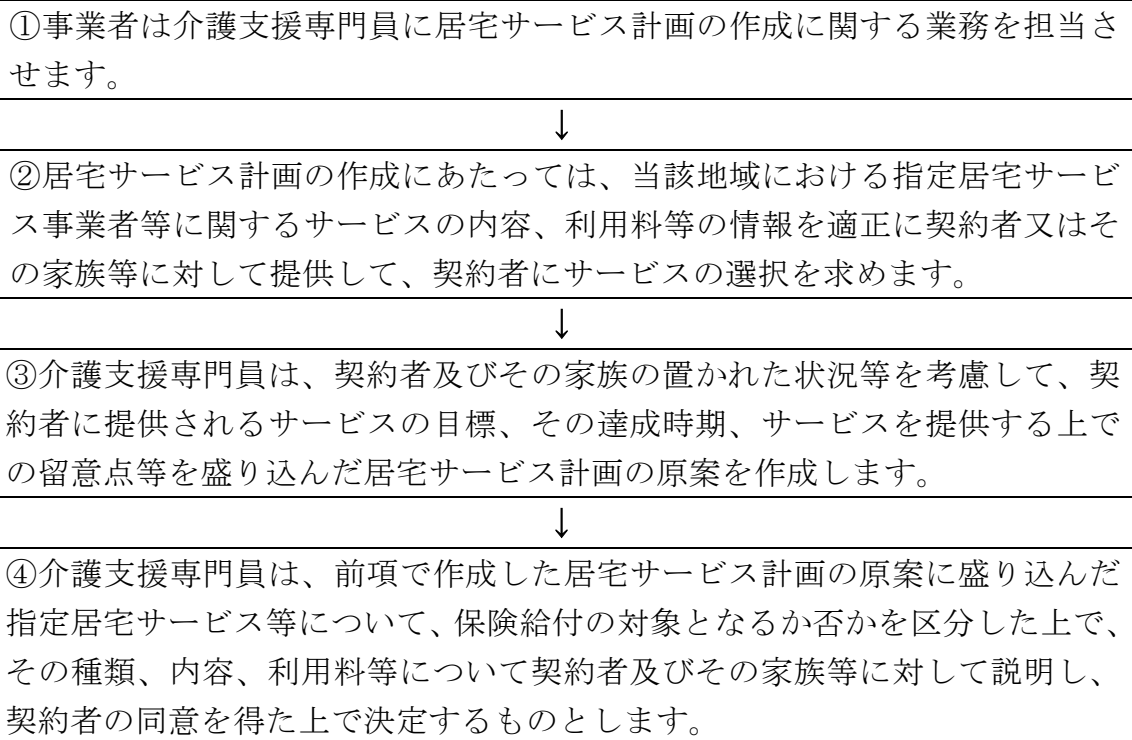 ①事業者は介護支援専門員に居宅サービス計画の作成に関する業務を担当さ
せます。
↓
②居宅サービス計画の作成にあたっては、当該地域における指定居宅サービ
ス事業者等に関するサービスの内容、利用料等の情報を適正に契約者又はそ
の家族等に対して提供して、契約者にサービスの選択を求めます。
↓
③介護支援専門員は、契約者及びその家族の置かれた状況等を考慮して、契
約者に提供されるサービスの目標、その達成時期、サービスを提供する上で
の留意点等を盛り込んだ居宅サービス計画の原案を作成します。
↓
④介護支援専門員は、前項で作成した居宅サービス計画の原案に盛り込んだ
指定居宅サービス等について、保険給付の対象となるか否かを区分した上で、
その種類、内容、利用料等について契約者及びその家族等に対して説明し、
契約者の同意を得た上で決定するものとします。